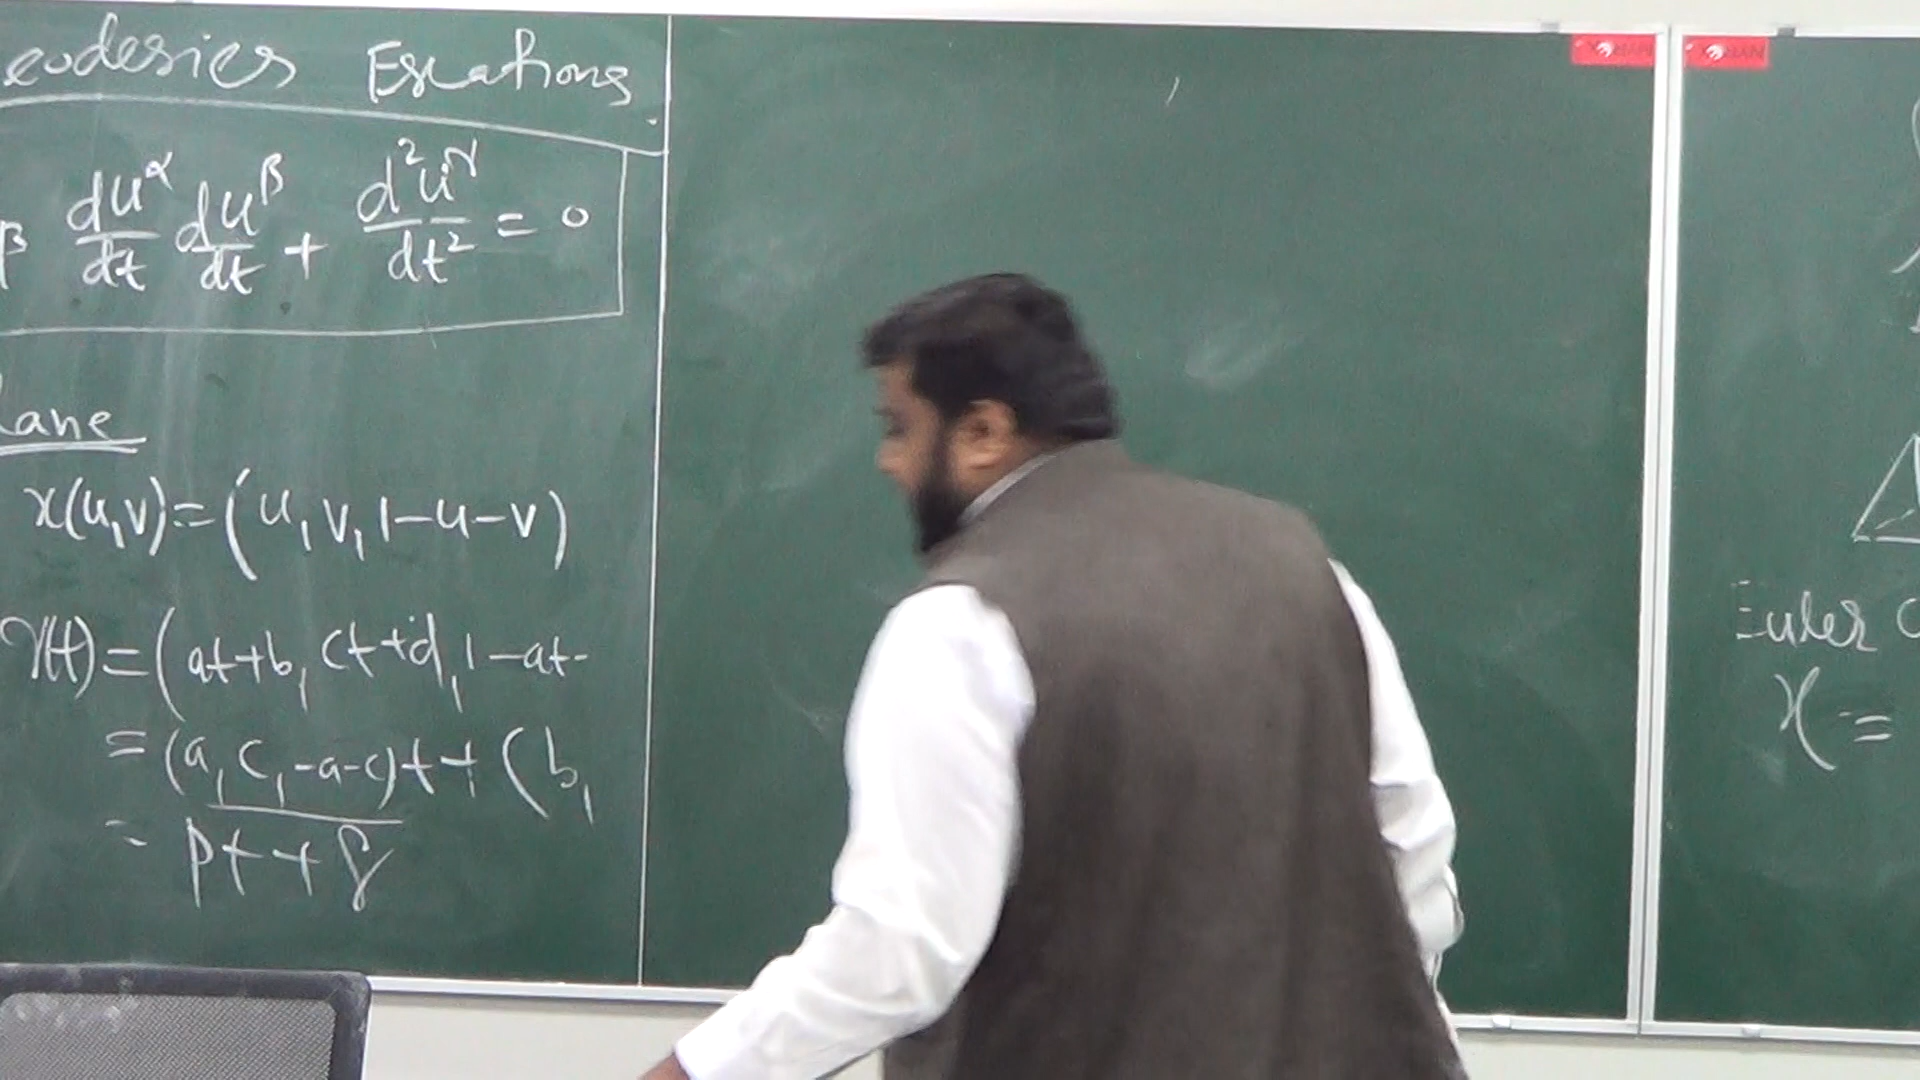 eodesics Equations
β du^α/dt du^β/dt + d²u^γ/dt² = 0
lane
x(u,v)=(u,v,1-u-v)
γ(t)=(at+b, ct+d, 1-at-
=(a,c,-a-c)t+(b,
= pt+q
Euler C
χ =